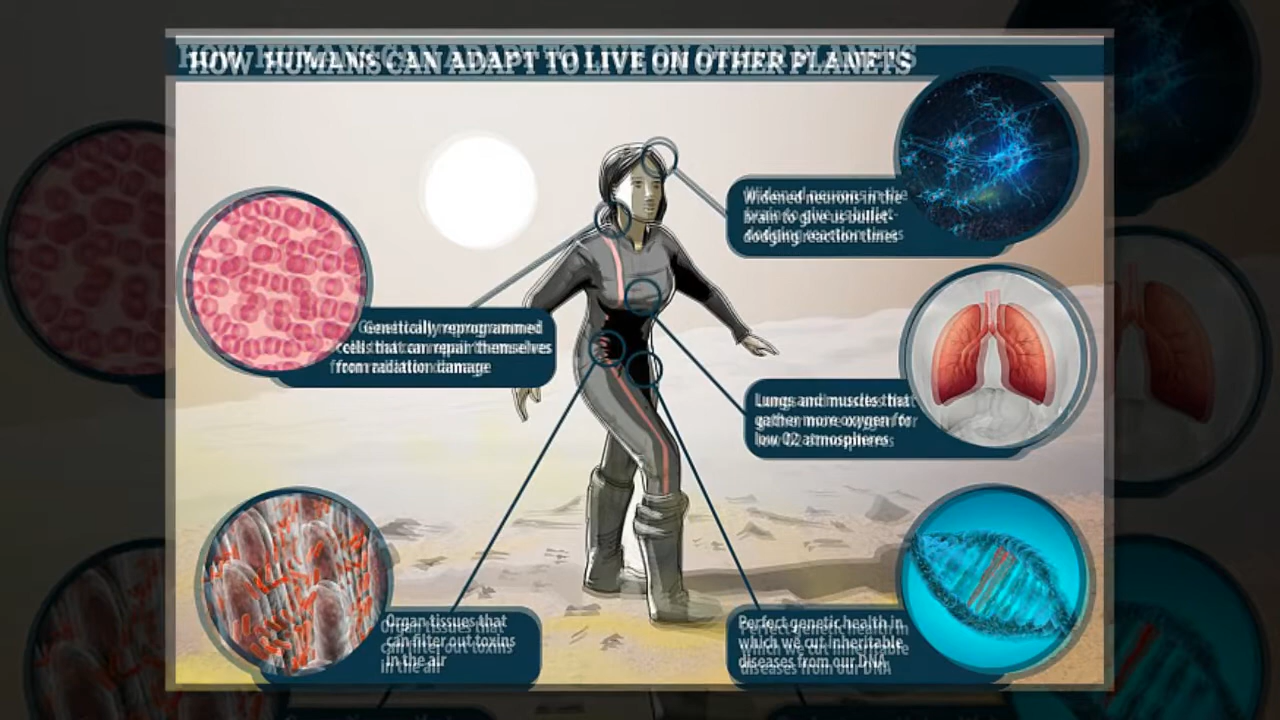 HOW HUMANS CAN ADAPT TO LIVE ON OTHER PLANETS
Widened neurons in the
brain to give us bullet-
dodging reaction times
Genetically reprogrammed
cells that can repair themselves
from radiation damage
Lungs and muscles that
gather more oxygen for
low O2 atmospheres
Organ tissues that
can filter out toxins
in the air
Perfect genetic health in
which we cut inheritable
diseases from our DNA